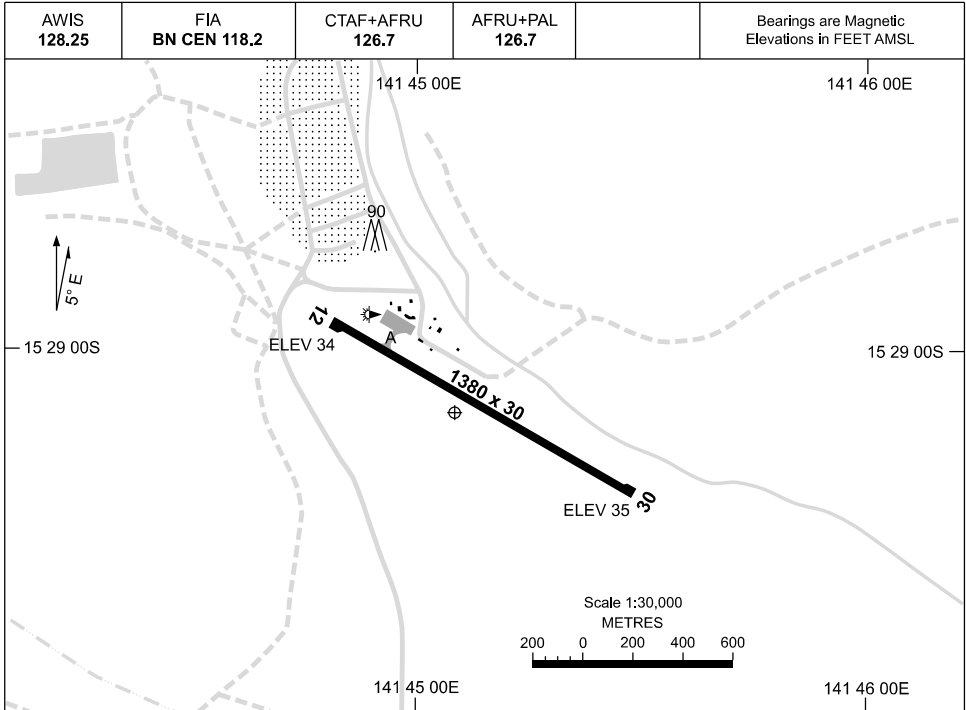 AWIS
128.25
FIA
BN CEN 118.2
CTAF+AFRU
126.7
AFRU+PAL
126.7
Bearings are Magnetic
Elevations in FEET AMSL
141 45 00E
141 46 00E
90
5° E
12
ELEV 34
A
15 29 00S
15 29 00S
1380 x 30
ELEV 35
30
Scale 1:30,000
METRES
200 0 200 400 600
141 45 00E
141 46 00E